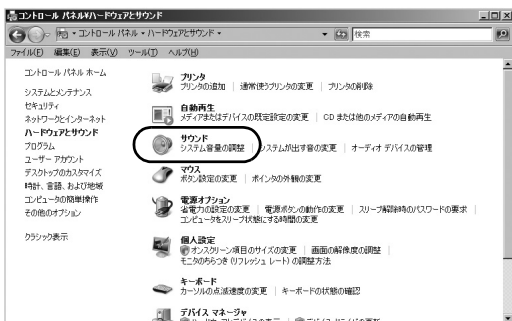 コントロール パネル¥ハードウェアとサウンド
コントロール パネル ハードウェアとサウンド
検索
ファイル(F) 編集(E) 表示(V) ツール(T) ヘルプ(H)
コントロール パネル ホーム
システムとメンテナンス
セキュリティ
ネットワークとインターネット
ハードウェアとサウンド
プログラム
ユーザー アカウント
デスクトップのカスタマイズ
時計、言語、および地域
コンピュータの簡単操作
その他のオプション
クラシック表示
プリンタ
プリンタの追加 | 通常使うプリンタの変更 | プリンタの削除
自動再生
メディアまたはデバイスの既定設定の変更 | CD または他のメディアの自動再生
サウンド
システム音量の調整 | システムが出す音の変更 | オーディオ デバイスの管理
マウス
ボタン設定の変更 | ポインタの外観の変更
電源オプション
省電力の設定の変更 | 電源ボタンの動作の変更 | スリープ解除時のパスワードの要求 |
コンピュータをスリープ状態にする時間の変更
個人設定
オンスクリーン項目のサイズの変更 | 画面の解像度の調整 |
モニタのちらつき (リフレッシュ レート) の調整方法
キーボード
カーソルの点滅速度の変更 | キーボードの状態の確認
デバイス マネージャ